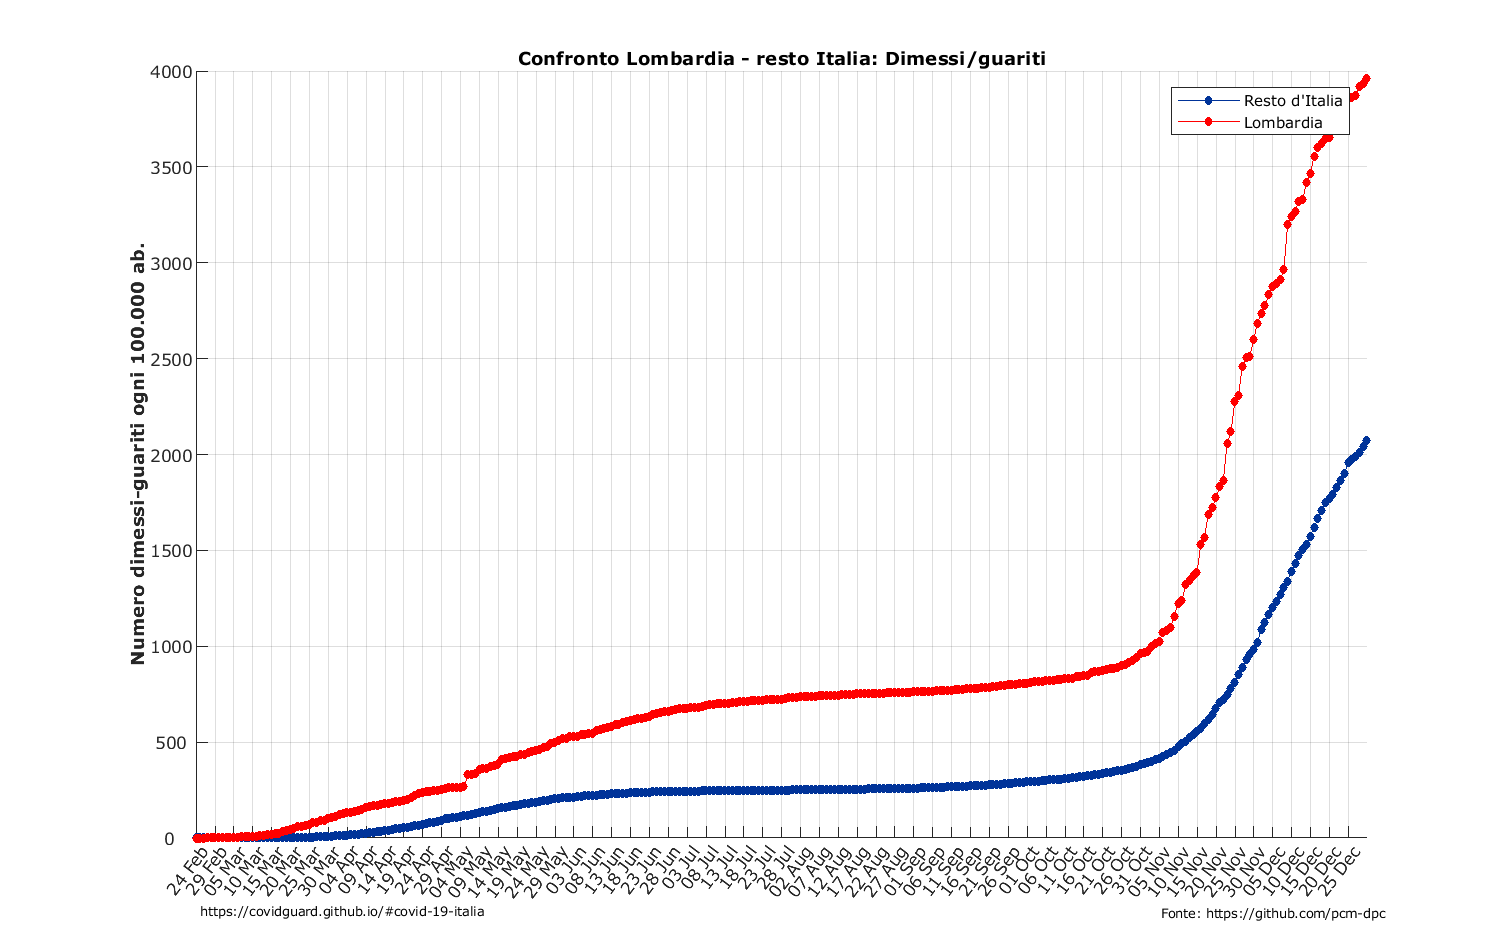 Confronto Lombardia - resto Italia: Dimessi/guariti
Numero dimessi-guariti ogni 100.000 ab.
4000
3500
3000
2500
2000
1500
1000
500
0
Resto d'Italia
Lombardia
24 Feb
29 Feb
05 Mar
10 Mar
15 Mar
20 Mar
25 Mar
30 Mar
04 Apr
09 Apr
14 Apr
19 Apr
24 Apr
29 Apr
04 May
09 May
14 May
19 May
24 May
29 May
03 Jun
08 Jun
13 Jun
18 Jun
23 Jun
28 Jun
03 Jul
08 Jul
13 Jul
18 Jul
23 Jul
28 Jul
02 Aug
07 Aug
12 Aug
17 Aug
22 Aug
27 Aug
01 Sep
06 Sep
11 Sep
16 Sep
21 Sep
26 Sep
01 Oct
06 Oct
11 Oct
16 Oct
21 Oct
26 Oct
31 Oct
05 Nov
10 Nov
15 Nov
20 Nov
25 Nov
30 Nov
05 Dec
10 Dec
15 Dec
20 Dec
25 Dec
https://covidguard.github.io/#covid-19-italia
Fonte: https://github.com/pcm-dpc